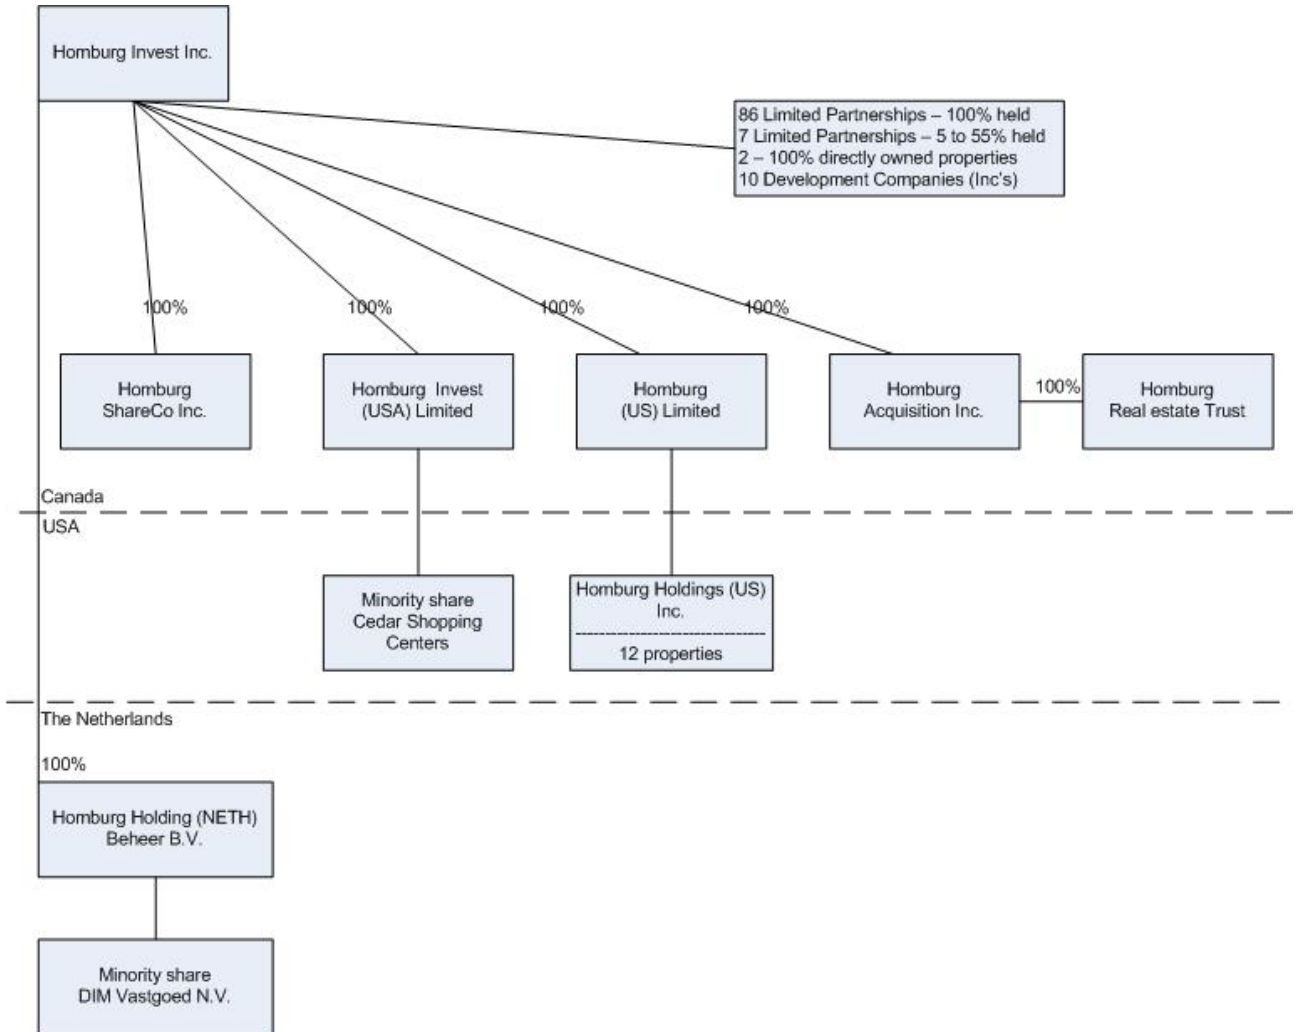 Homburg Invest Inc.
86 Limited Partnerships – 100% held
7 Limited Partnerships – 5 to 55% held
2 – 100% directly owned properties
10 Development Companies (Inc's)
100%
100%
100%
100%
Homburg
ShareCo Inc.
Homburg Invest
(USA) Limited
Homburg
(US) Limited
Homburg
Acquisition Inc.
100%
Homburg
Real estate Trust
Canada
USA
Minority share
Cedar Shopping
Centers
Homburg Holdings (US)
Inc.
12 properties
The Netherlands
100%
Homburg Holding (NETH)
Beheer B.V.
Minority share
DIM Vastgoed N.V.